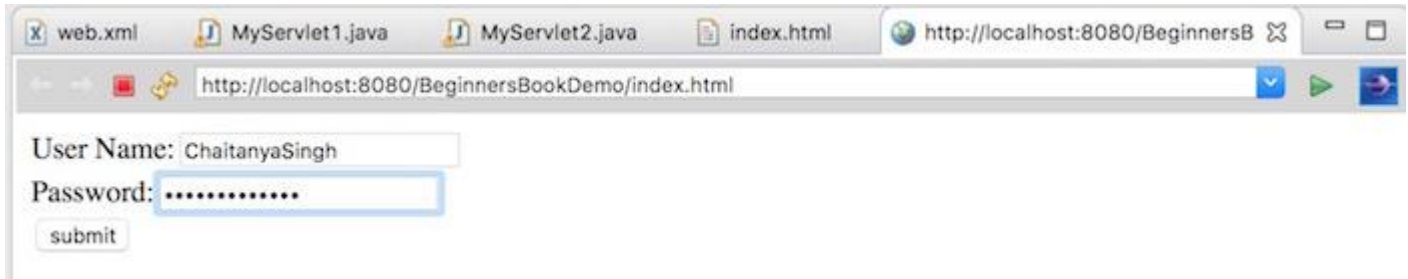 web.xml MyServlet1.java MyServlet2.java index.html http://localhost:8080/BeginnersB
http://localhost:8080/BeginnersBookDemo/index.html
User Name: ChaitanyaSingh
Password: •••••••••••••
submit